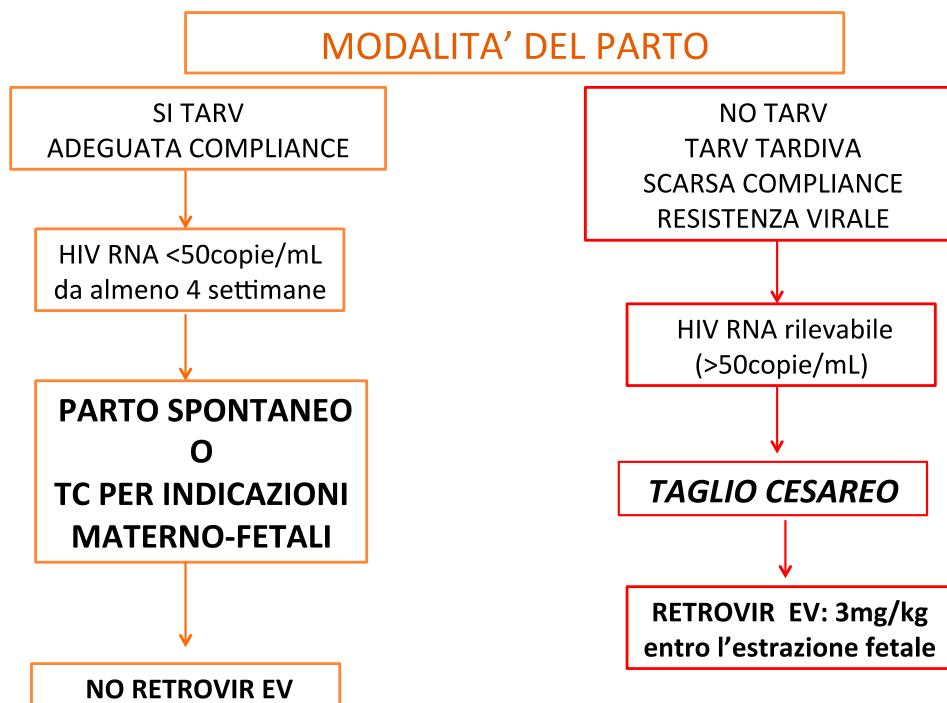 MODALITA’ DEL PARTO
SI TARV
ADEGUATA COMPLIANCE
HIV RNA <50copie/mL
da almeno 4 settimane
PARTO SPONTANEO
O
TC PER INDICAZIONI
MATERNO-FETALI
NO RETROVIR EV
NO TARV
TARV TARDIVA
SCARSA COMPLIANCE
RESISTENZA VIRALE
HIV RNA rilevabile
(>50copie/mL)
TAGLIO CESAREO
RETROVIR EV: 3mg/kg
entro l’estrazione fetale